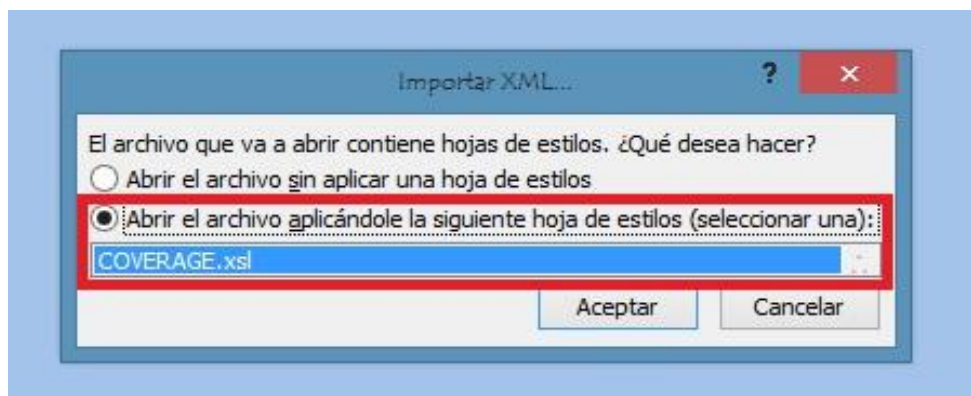 Importar XML...
?
El archivo que va a abrir contiene hojas de estilos. ¿Qué desea hacer?
Abrir el archivo sin aplicar una hoja de estilos
Abrir el archivo aplicándole la siguiente hoja de estilos (seleccionar una):
COVERAGE.xsl
Aceptar Cancelar